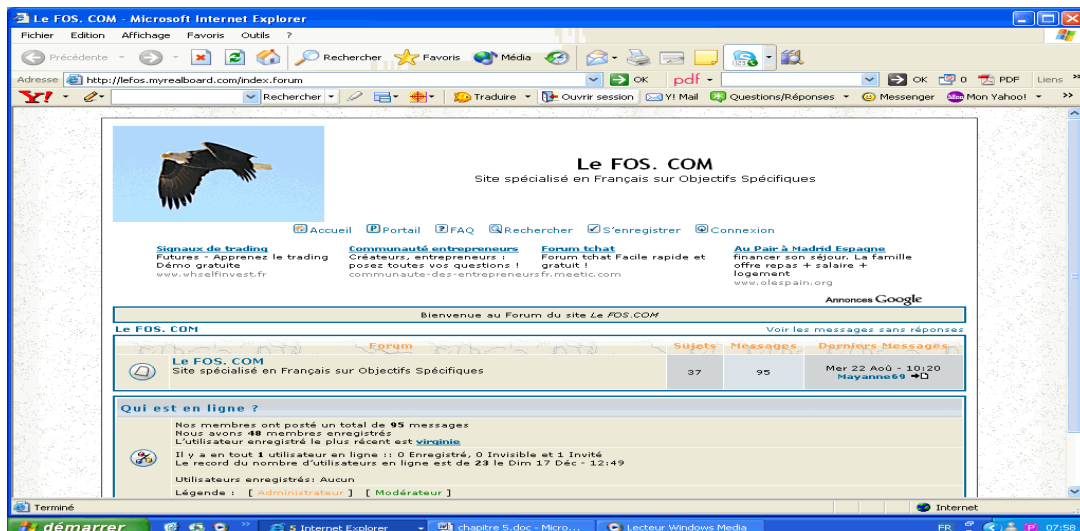 Le FOS. COM - Microsoft Internet Explorer
Fichier Edition Affichage Favoris Outils ?
Précédente Rechercher Favoris Média
Adresse http://lefos.myrealboard.com/index.forum OK pdf OK 0 PDF Liens »
Y! Rechercher Traduire Ouvrir session Y! Mail Questions/Réponses Messenger Mon Yahoo! »
Le FOS. COM
Site spécialisé en Français sur Objectifs Spécifiques
Accueil Portail FAQ Rechercher S'enregistrer Connexion
Signaux de trading Communauté entrepreneurs Forum tchat Au Pair à Madrid Espagne
Futures - Apprenez le trading Créateurs, entrepreneurs : Forum tchat Facile rapide et financer son séjour. La famille
Démo gratuite posez toutes vos questions ! gratuit ! offre repas + salaire +
www.whselfinvest.fr communaute-des-entrepreneurs fr.meetic.com logement
www.olespain.org
Annonces Google
Bienvenue au Forum du site Le FOS.COM
Le FOS. COM Voir les messages sans réponses
Forum Sujets Messages Derniers Messages
Le FOS. COM
Site spécialisé en Français sur Objectifs Spécifiques 37 95 Mer 22 Aoû - 10:20
Mayanne69
Qui est en ligne ?
Nos membres ont posté un total de 95 messages
Nous avons 48 membres enregistrés
L'utilisateur enregistré le plus récent est virginie
Il y a en tout 1 utilisateur en ligne :: 0 Enregistré, 0 Invisible et 1 Invité
Le record du nombre d'utilisateurs en ligne est de 23 le Dim 17 Déc - 12:49
Utilisateurs enregistrés: Aucun
Légende : [ Administrateur ] [ Modérateur ]
Terminé Internet
démarrer » 5 Internet Explorer chapitre 5.doc - Micro... Lecteur Windows Media FR 07:58